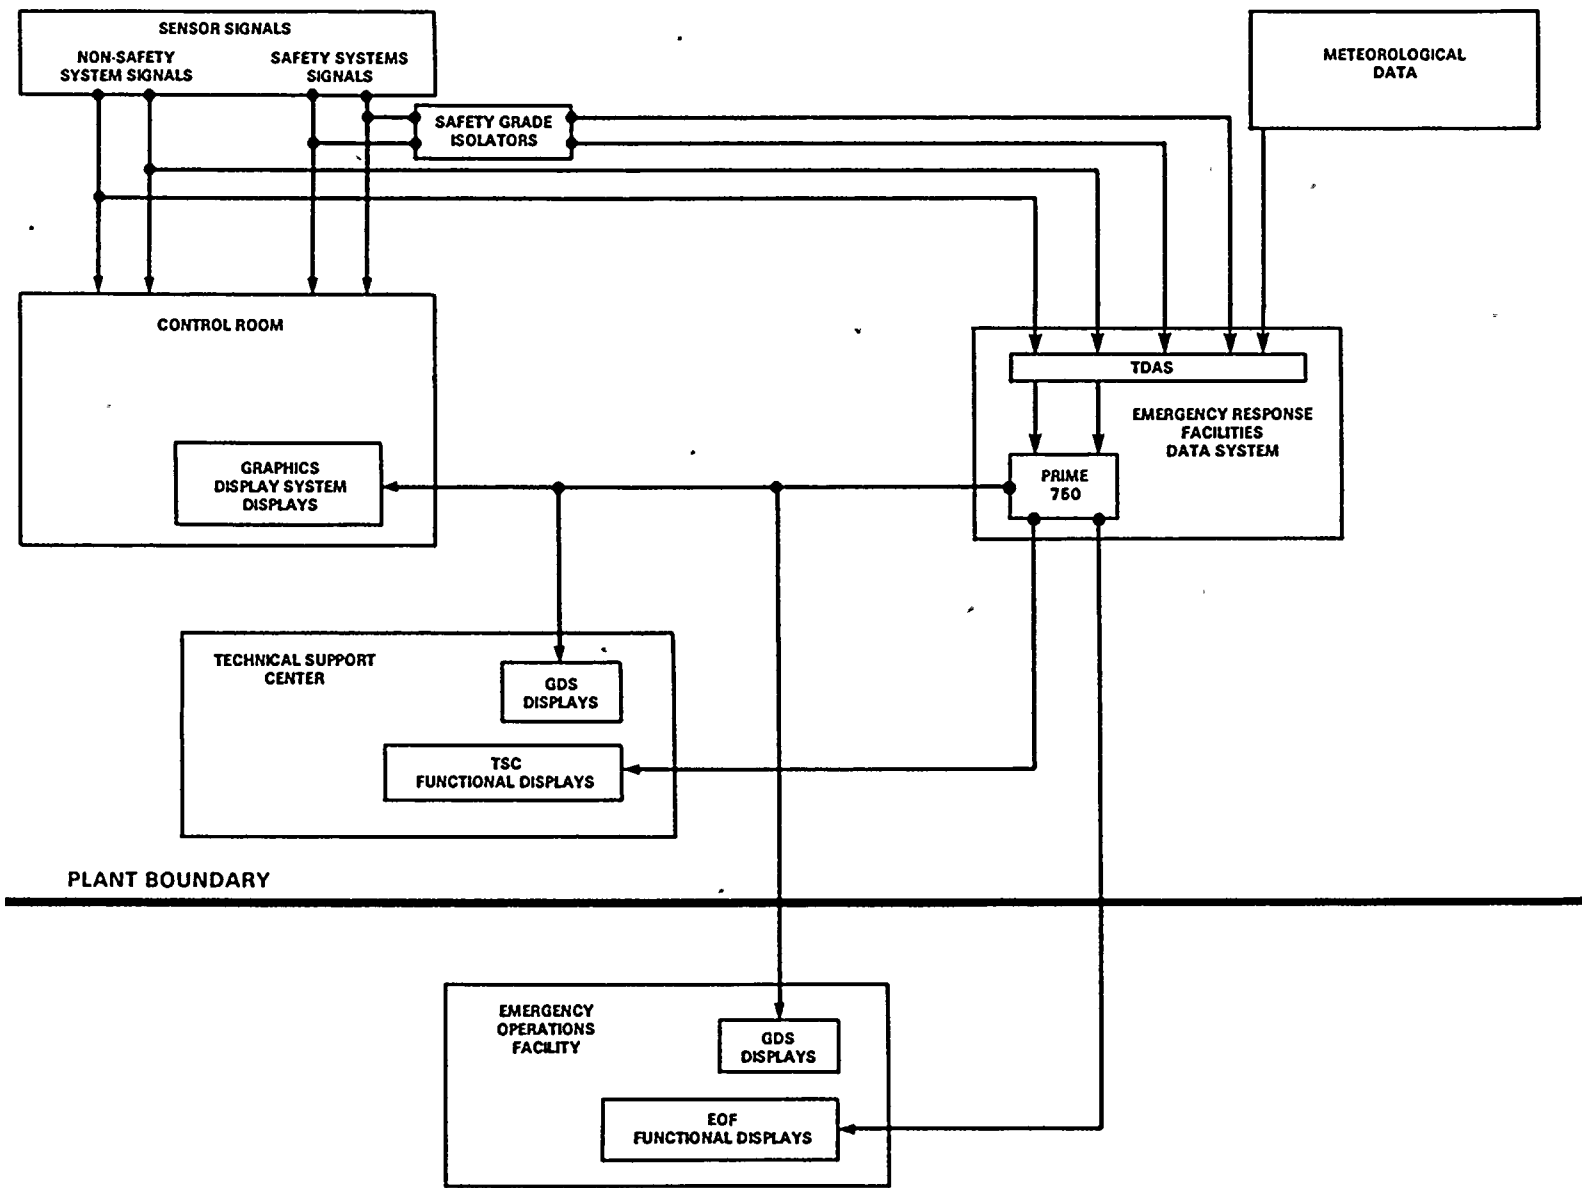 SENSOR SIGNALS
NON-SAFETY
SYSTEM SIGNALS
SAFETY SYSTEMS
SIGNALS
METEOROLOGICAL
DATA
SAFETY GRADE
ISOLATORS
CONTROL ROOM
GRAPHICS
DISPLAY SYSTEM
DISPLAYS
TDAS
EMERGENCY RESPONSE
FACILITIES
DATA SYSTEM
PRIME
750
TECHNICAL SUPPORT
CENTER
GDS
DISPLAYS
TSC
FUNCTIONAL DISPLAYS
PLANT BOUNDARY
EMERGENCY
OPERATIONS
FACILITY
GDS
DISPLAYS
EOF
FUNCTIONAL DISPLAYS